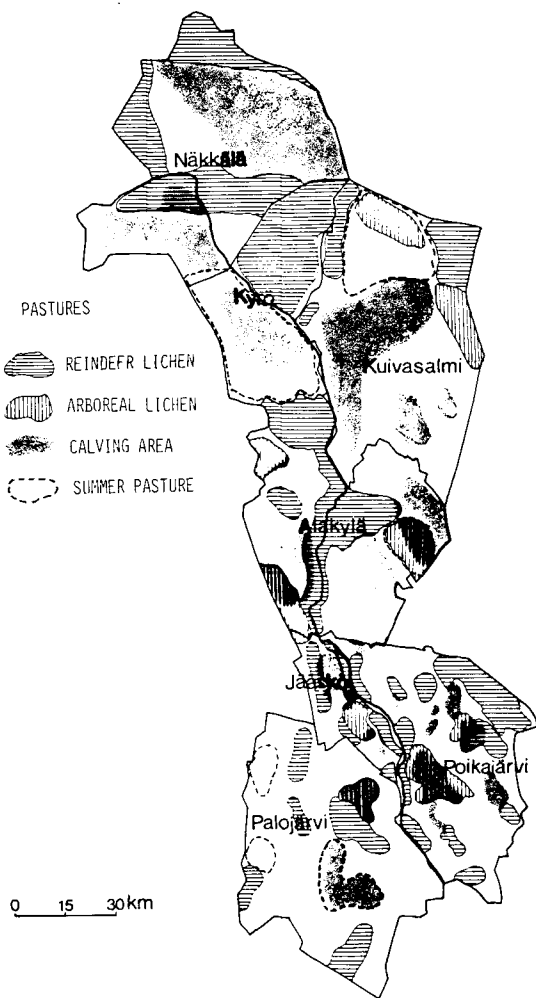 Näkkälä
PASTURES
Kyrö
REINDEER LICHEN
Kuivasalmi
ARBOREAL LICHEN
CALVING AREA
SUMMER PASTURE
Alakylä
Jääskö
Poikajärvi
Palojärvi
0 15 30 km